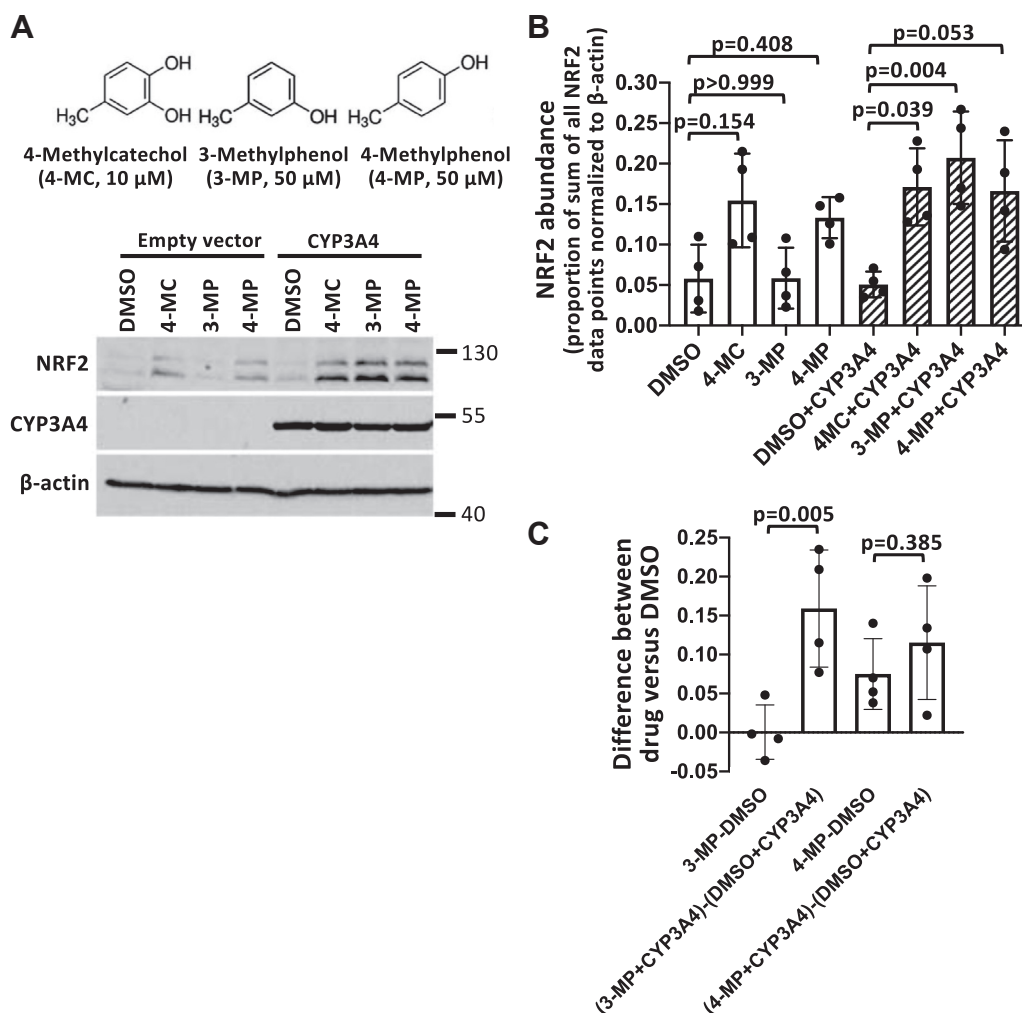 A
OH
OH
H₃C
H₃C
OH
OH
H₃C
4-Methylcatechol
(4-MC, 10 μM)
3-Methylphenol
(3-MP, 50 μM)
4-Methylphenol
(4-MP, 50 μM)
Empty vector
CYP3A4
DMSO
4-MC
3-MP
4-MP
DMSO
4-MC
3-MP
4-MP
NRF2
130
CYP3A4
55
β-actin
40
B
NRF2 abundance
(proportion of sum of all NRF2
data points normalized to β-actin)
p=0.408
p>0.999
p=0.154
p=0.053
p=0.004
p=0.039
0.30
0.25
0.20
0.15
0.10
0.05
0.00
DMSO
4-MC
3-MP
4-MP
DMSO+CYP3A4
4MC+CYP3A4
3-MP+CYP3A4
4-MP+CYP3A4
C
Difference between
drug versus DMSO
p=0.005
p=0.385
0.25
0.20
0.15
0.10
0.05
0.00
-0.05
3-MP-DMSO
(3-MP+CYP3A4)-(DMSO+CYP3A4)
4-MP-DMSO
(4-MP+CYP3A4)-(DMSO+CYP3A4)